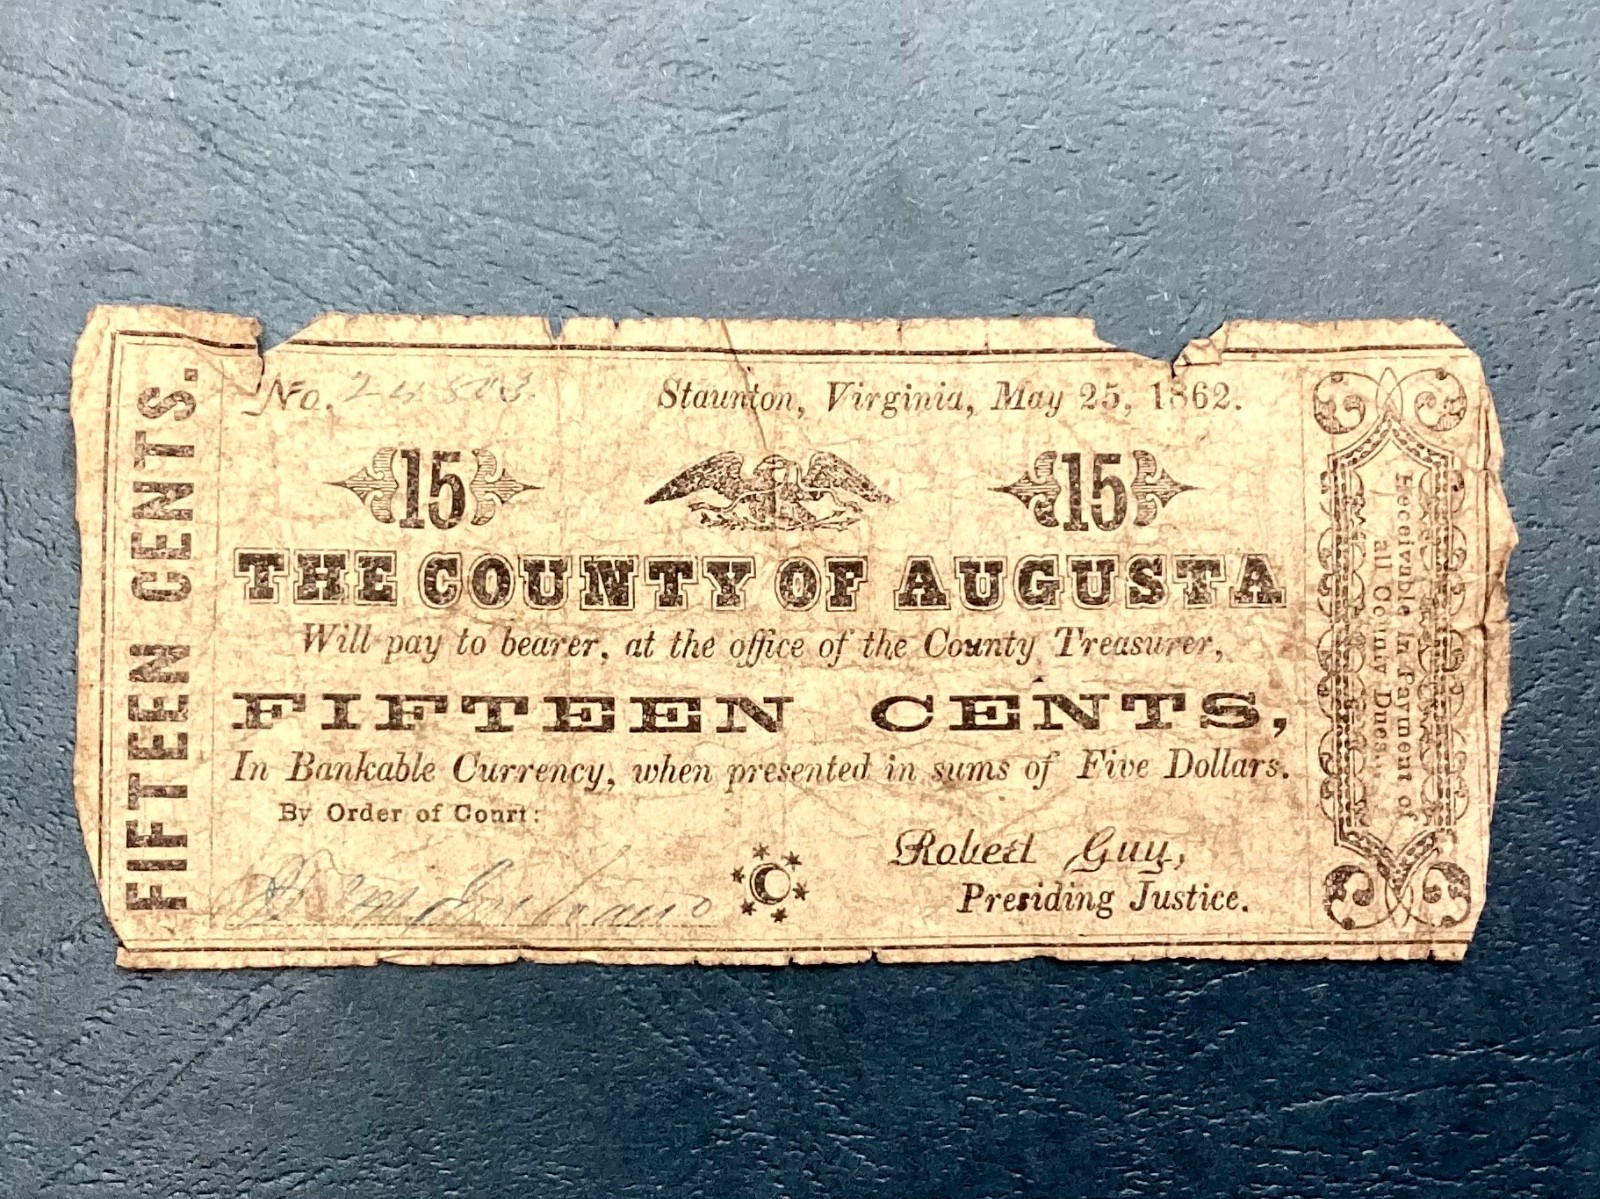 FIFTEEN CENTS.
No. Staunton, Virginia, May 25, 1862.
15 15
THE COUNTY OF AUGUSTA
Will pay to bearer, at the office of the County Treasurer,
FIFTEEN CENTS,
In Bankable Currency, when presented in sums of Five Dollars.
By Order of Court:
Robert Guy,
Presiding Justice.
Receivable in Payment of
all County Dues.